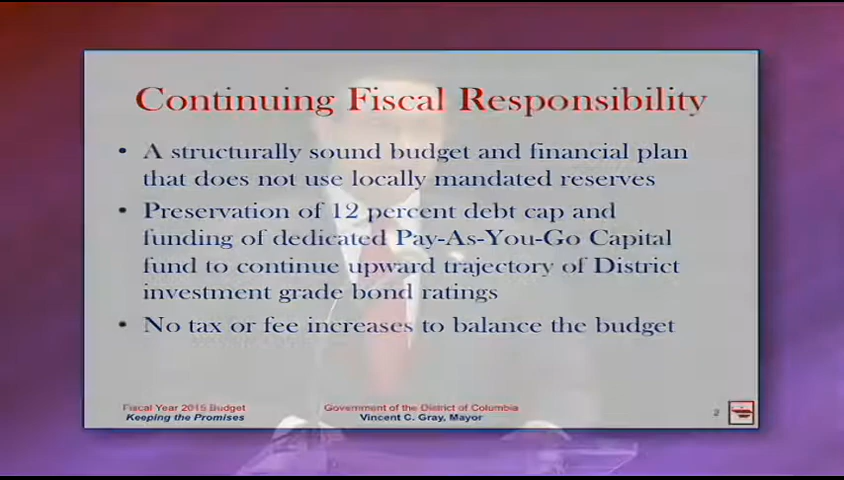 Continuing Fiscal Responsibility
• A structurally sound budget and financial plan
that does not use locally mandated reserves
• Preservation of 12 percent debt cap and
funding of dedicated Pay-As-You-Go Capital
fund to continue upward trajectory of District
investment grade bond ratings
• No tax or fee increases to balance the budget
Fiscal Year 2015 Budget
Keeping the Promises
Government of the District of Columbia
Vincent C. Gray, Mayor
2